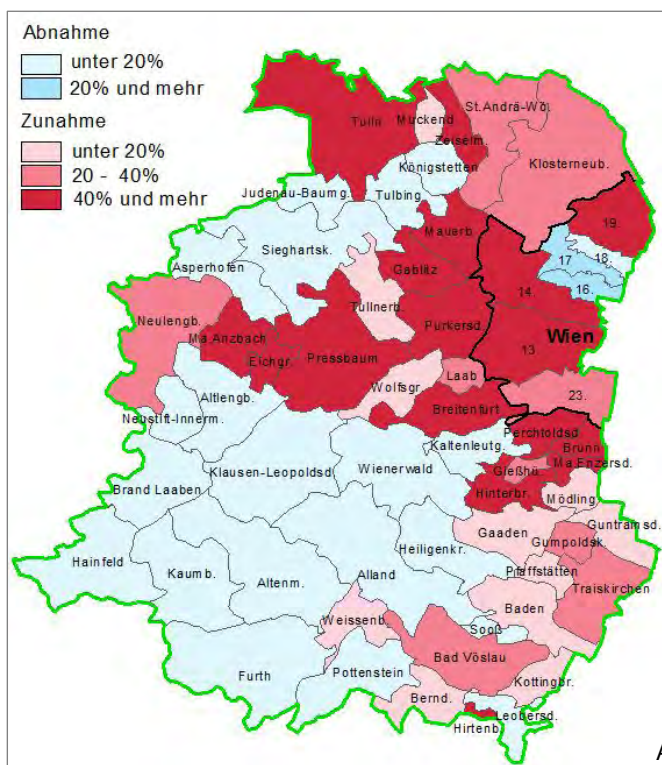 Abnahme
unter 20%
20% und mehr
Zunahme
unter 20%
20 - 40%
40% und mehr
Tulln
Muckend
St.Andrä-Wö.
Zeiselm.
Klosterneub.
Königstetten
Judenau-Baumg.
Tulbing
19.
Mauerb.
Sieghartsk.
18.
17
Asperhofen
Gablitz
16.
14.
Tullnerb.
Neulengb.
Purkersd.
Ma.Anzbach
Wien
13
Eichgr.
Pressbaum
Laab
Wolfsgr.
23.
Altlengb.
Breitenfurt
Neustift-Innerm.
Perchtoldsd.
Kaltenleutg.
Brunn
Klausen-Leopoldsd.
Wienerwald
Gießhü.
Ma.Enzersd.
Brand Laaben
Hinterbr.
Mödling
Guntramsd.
Gaaden
Heiligenkr.
Gumpoldsk.
Hainfeld
Kaumb.
Altenm.
Alland
Pfaffstätten
Traiskirchen
Baden
Weissenb.
Sooß
Bad Vöslau
Furth
Pottenstein
Kottingbr.
Bernd.
Leobersd.
Hirtenb.
A